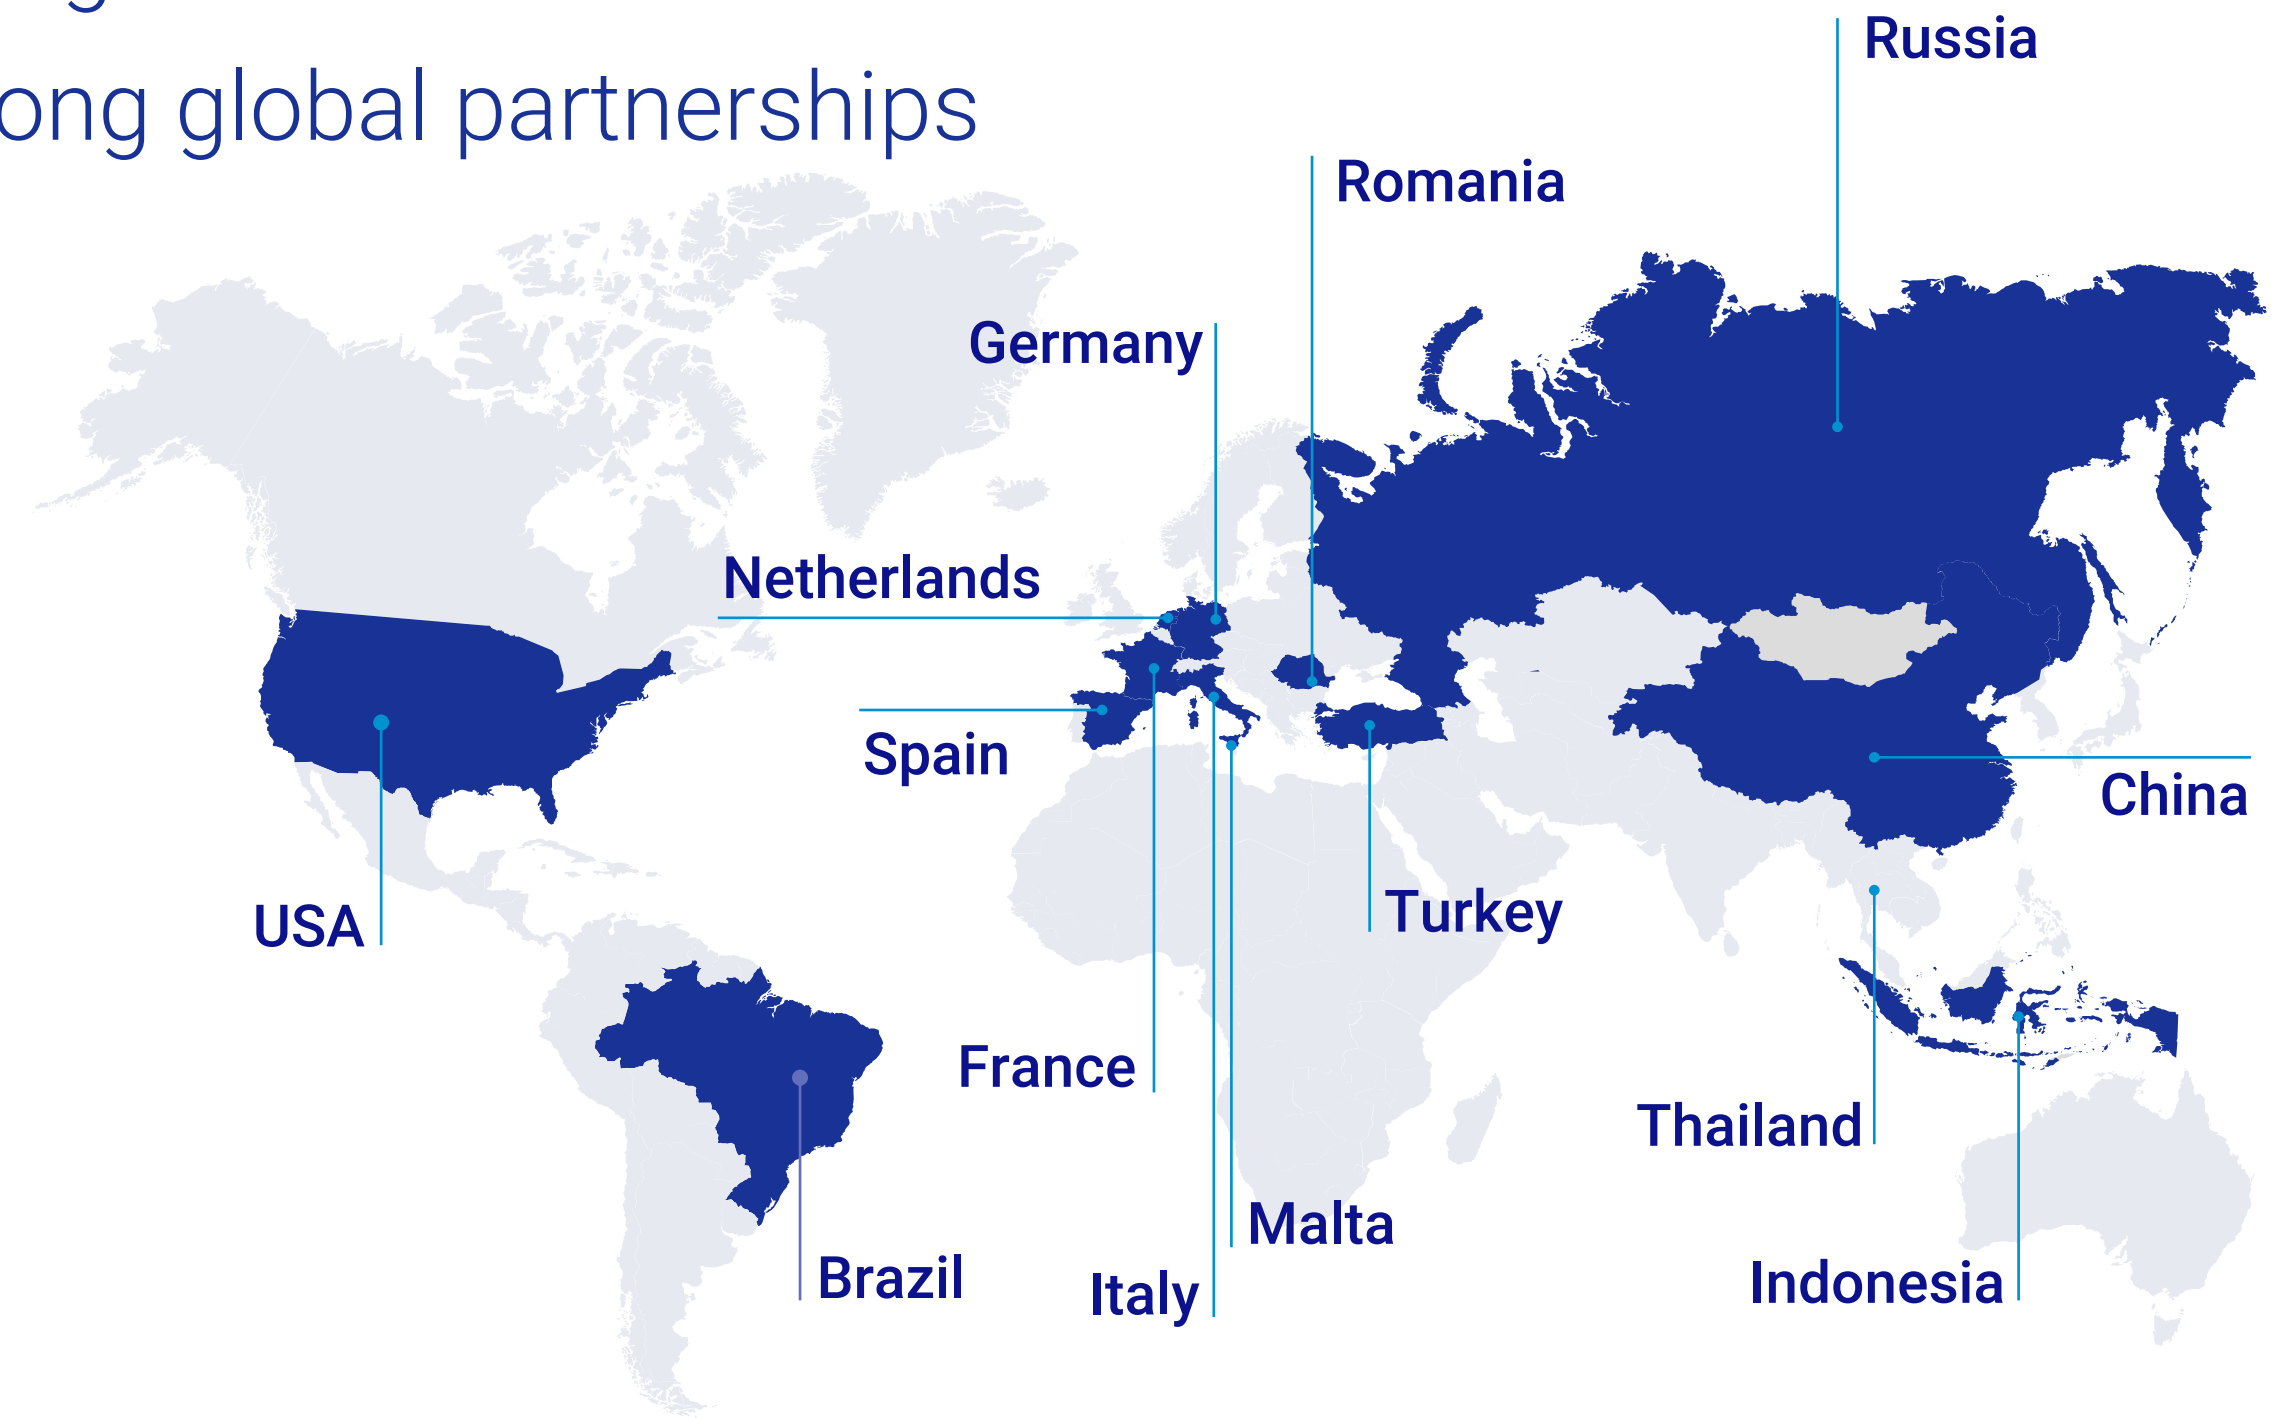 ong global partnerships
Russia
Romania
Germany
Netherlands
Spain
China
USA
Turkey
France
Thailand
Malta
Brazil
Italy
Indonesia